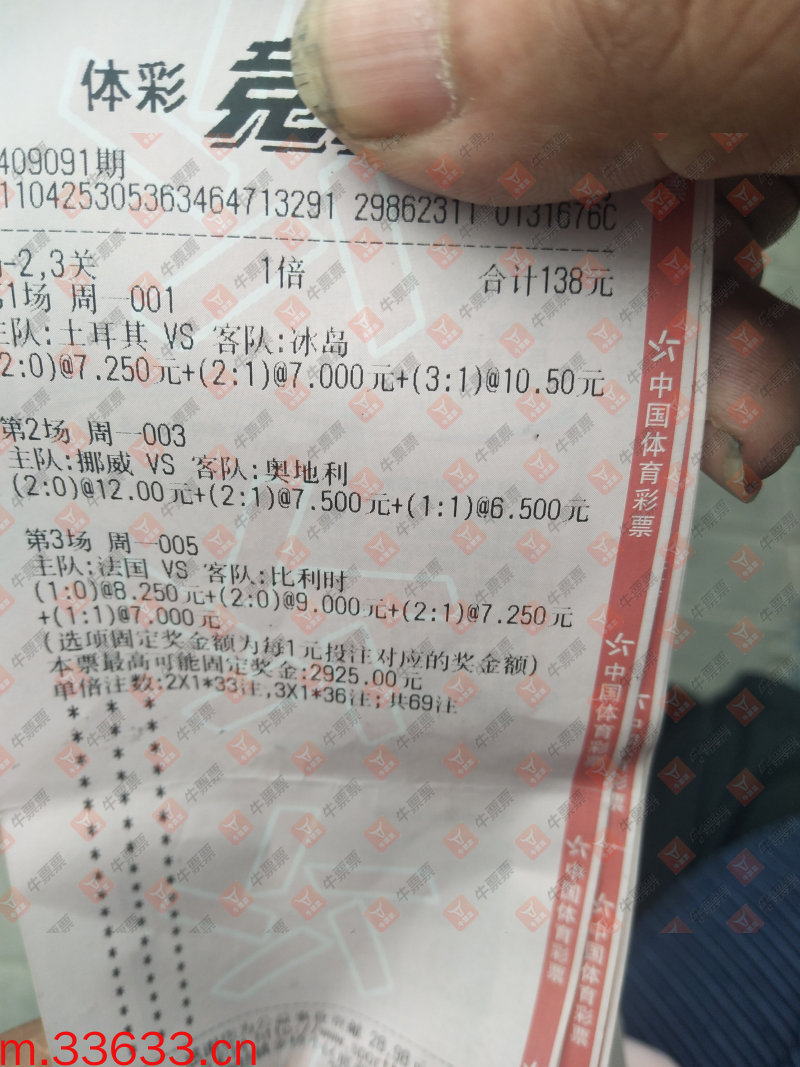 体彩
409091期
110425305363464713291 29862311 0131676C
-2,3关 1倍 合计138元
1场 周一001
主队:土耳其 VS 客队:冰岛
2:0)@7.250元+(2:1)@7.000元+(3:1)@10.50元
第2场 周一003
主队:挪威 VS 客队:奥地利
(2:0)@12.00元+(2:1)@7.500元+(1:1)@6.500元
第3场 周一005
主队:法国 VS 客队:比利时
(1:0)@8.250元+(2:0)@9.000元+(2:1)@7.250元
+(1:1)@7.000元
(选项固定奖金额为每1元投注对应的奖金额)
本票最高可能固定奖金:2925.00元
单倍注数:2X1*33注,3X1*36注;共69注
中国体育彩票
中国体育彩票
中国体育彩票
中国体育彩票
牛票票
m.33633.cn